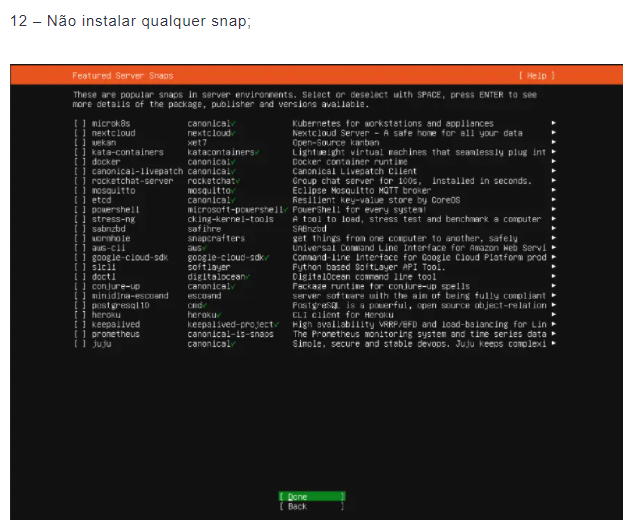 12 – Não instalar qualquer snap;
Featured Server Snaps [ Help ]
These are popular snaps in server environments. Select or deselect with SPACE, press ENTER to see
more details of the package, publisher and versions available.
[ ] microk8s canonical✓ Kubernetes for workstations and appliances ▸
[ ] nextcloud nextcloud✓ Nextcloud Server - A safe home for all your data ▸
[ ] wekan xet7 Open-Source kanban ▸
[ ] kata-containers katacontainers✓ Lightweight virtual machines that seamlessly plug int ▸
[ ] docker canonical✓ Docker container runtime ▸
[ ] canonical-livepatch canonical✓ Canonical Livepatch Client ▸
[ ] rocketchat-server rocketchat✓ Group chat server for 100s, installed in seconds. ▸
[ ] mosquitto mosquitto✓ Eclipse Mosquitto MQTT broker ▸
[ ] etcd canonical✓ Resilient key-value store by CoreOS ▸
[ ] powershell microsoft-powershell✓ PowerShell for every system! ▸
[ ] stress-ng cking-kernel-tools A tool to load, stress test and benchmark a computer ▸
[ ] sabnzbd safihre SABnzbd ▸
[ ] wormhole snapcrafters get things from one computer to another, safely ▸
[ ] aws-cli aws✓ Universal Command Line Interface for Amazon Web Servi ▸
[ ] google-cloud-sdk google-cloud-sdk✓ Command-line interface for Google Cloud Platform prod ▸
[ ] slcli softlayer Python based SoftLayer API Tool. ▸
[ ] doctl digitalocean✓ DigitalOcean command line tool ▸
[ ] conjure-up canonical✓ Package runtime for conjure-up spells ▸
[ ] minidlna-escoand escoand server software with the aim of being fully compliant ▸
[ ] postgresql10 cmd✓ PostgreSQL is a powerful, open source object-relation ▸
[ ] heroku heroku✓ CLI client for Heroku ▸
[ ] keepalived keepalived-project✓ High availability VRRP/BFD and load-balancing for Lin ▸
[ ] prometheus canonical-is-snaps The Prometheus monitoring system and time series data ▸
[ ] juju canonical✓ Simple, secure and stable devops. Juju keeps complexi ▸
[ Done ]
[ Back ]